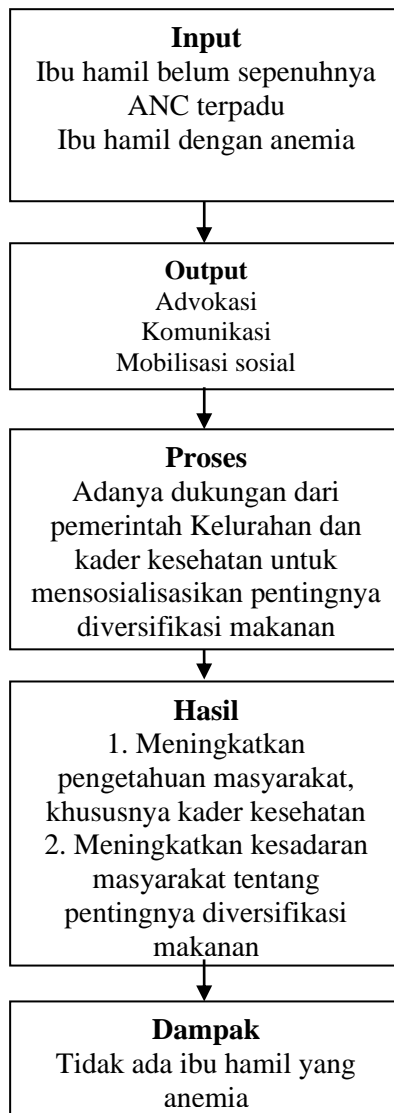 Input
Ibu hamil belum sepenuhnya
ANC terpadu
Ibu hamil dengan anemia
Output
Advokasi
Komunikasi
Mobilisasi sosial
Proses
Adanya dukungan dari
pemerintah Kelurahan dan
kader kesehatan untuk
mensosialisasikan pentingnya
diversifikasi makanan
Hasil
1. Meningkatkan
pengetahuan masyarakat,
khususnya kader kesehatan
2. Meningkatkan kesadaran
masyarakat tentang
pentingnya diversifikasi
makanan
Dampak
Tidak ada ibu hamil yang
anemia